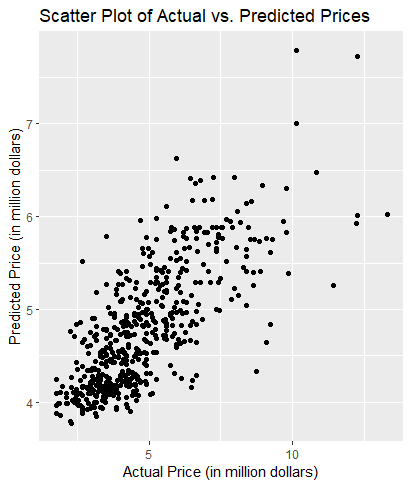 Scatter Plot of Actual vs. Predicted Prices
Predicted Price (in million dollars)
7
6
5
4
5
10
Actual Price (in million dollars)